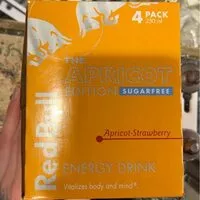 4 PACK
250 ml
THE
APRICOT
EDITION SUGARFREE
Apricot-Strawberry
Red Bull
ENERGY DRINK
Vitalizes body and mind.